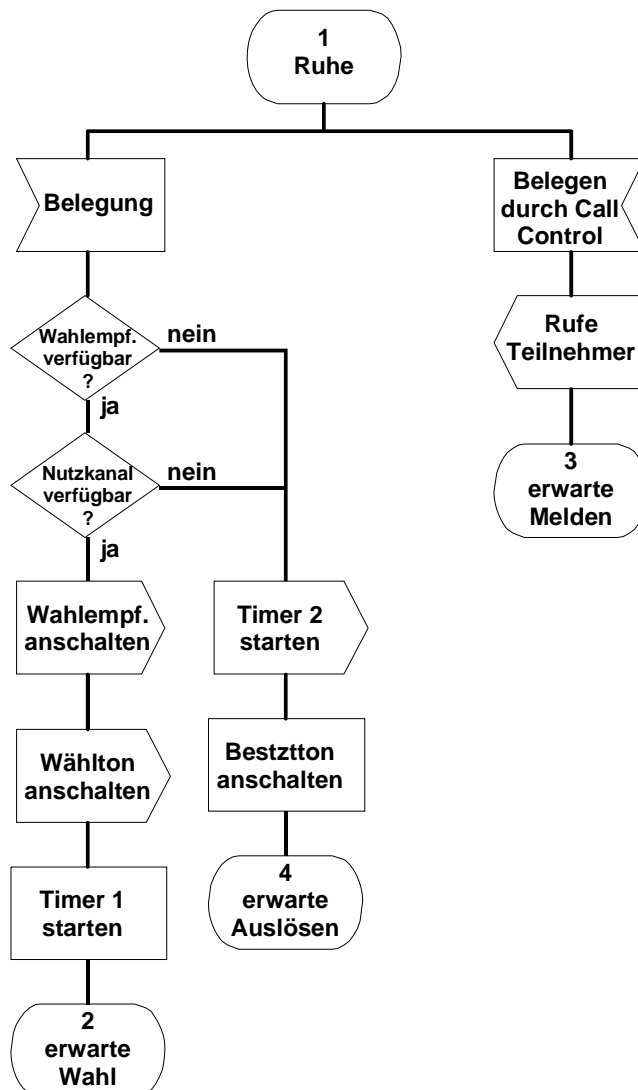 1
Ruhe
Belegung
Wahlempf.
verfügbar
?
nein
ja
Nutzkanal
verfügbar
?
nein
ja
Wahlempf.
anschalten
Wählton
anschalten
Timer 1
starten
2
erwarte
Wahl
Timer 2
starten
Bestztton
anschalten
4
erwarte
Auslösen
Belegen
durch Call
Control
Rufe
Teilnehmer
3
erwarte
Melden